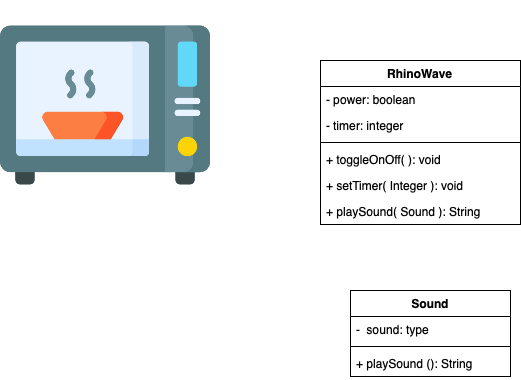 RhinoWave
- power: boolean
- timer: integer
+ toggleOnOff( ): void
+ setTimer( Integer ): void
+ playSound( Sound ): String
Sound
- sound: type
+ playSound (): String